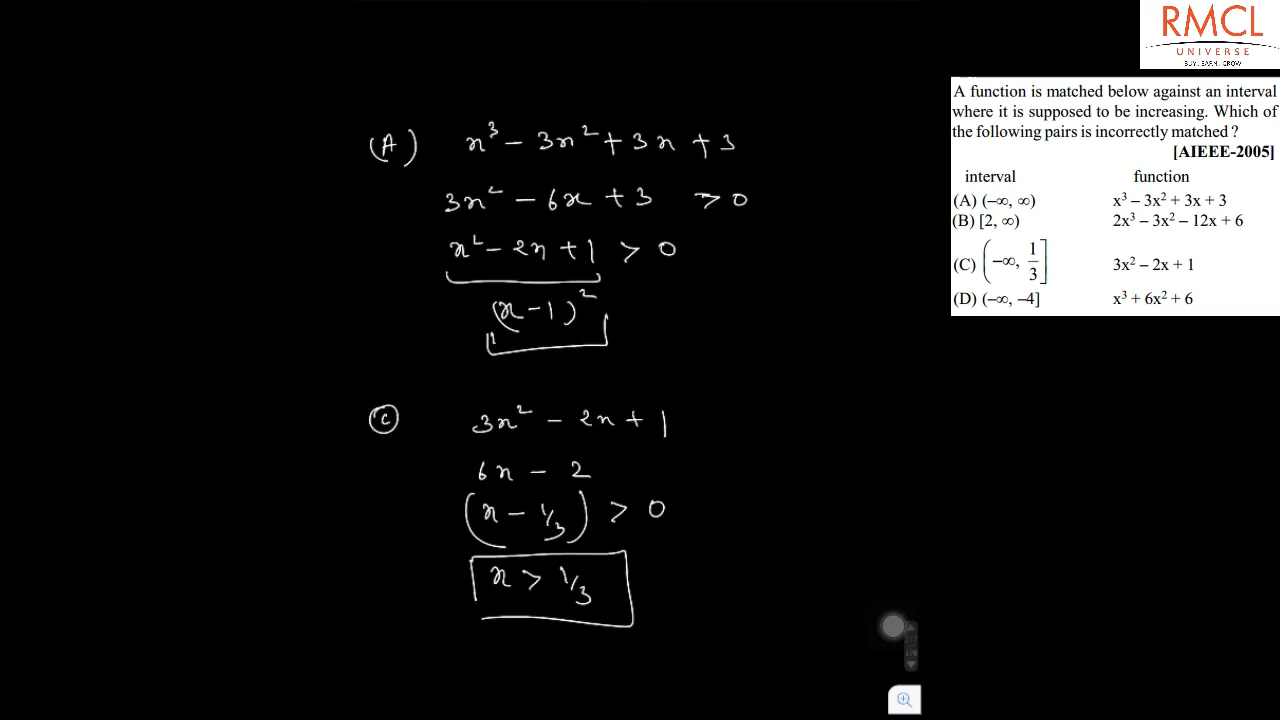 RMCL
UNIVERSE
BUY. EARN. GROW
A function is matched below against an interval
where it is supposed to be increasing. Which of
the following pairs is incorrectly matched ?
[AIEEE-2005]
interval function
(A) (–∞, ∞) x³ – 3x² + 3x + 3
(B) [2, ∞) 2x³ – 3x² – 12x + 6
(C) (–∞, 1/3] 3x² – 2x + 1
(D) (–∞, –4] x³ + 6x² + 6
(A) x³ – 3x² + 3x + 3
3x² – 6x + 3 > 0
x² – 2x + 1 > 0
(x – 1)²
(C) 3x² – 2x + 1
6x – 2
(x – 1/3) > 0
x > 1/3